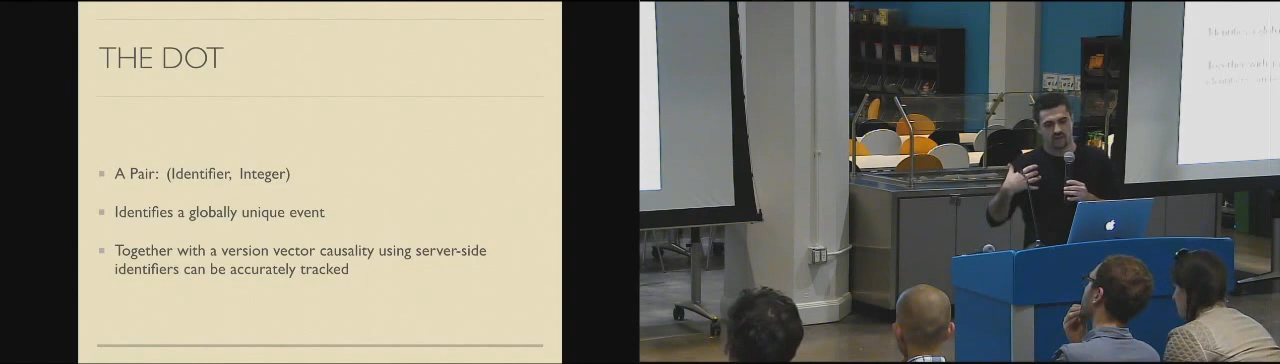 THE DOT
A Pair: (Identifier, Integer)
Identifies a globally unique event
Together with a version vector causality using server-side
identifiers can be accurately tracked